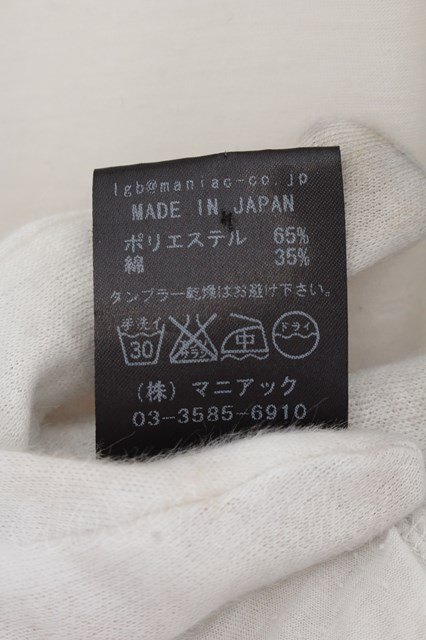 lgb@maniac-co.jp
MADE IN JAPAN
ポリエステル 65%
綿 35%
タンブラー乾燥はお避け下さい。
手洗イ 30 エンソサラシ 中 ドライ
(株) マニアック
03-3585-6910